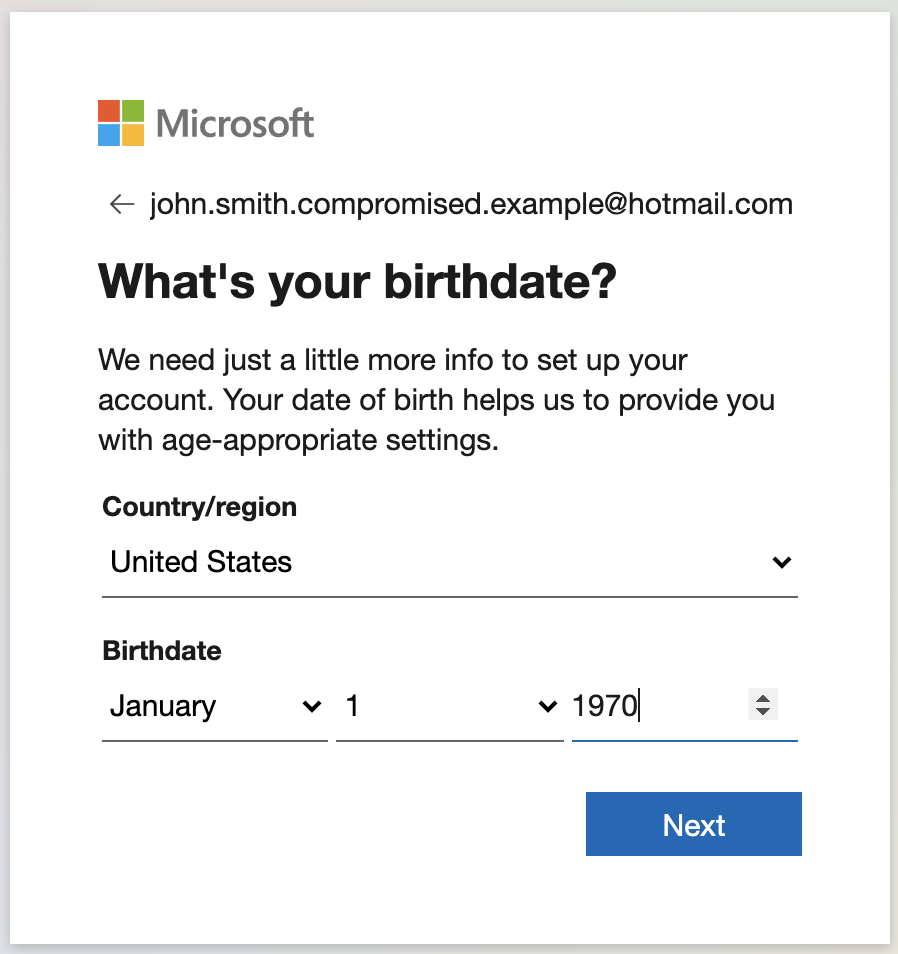 Microsoft
john.smith.compromised.example@hotmail.com
What's your birthdate?
We need just a little more info to set up your
account. Your date of birth helps us to provide you
with age-appropriate settings.
Country/region
United States
Birthdate
January 1 1970
Next